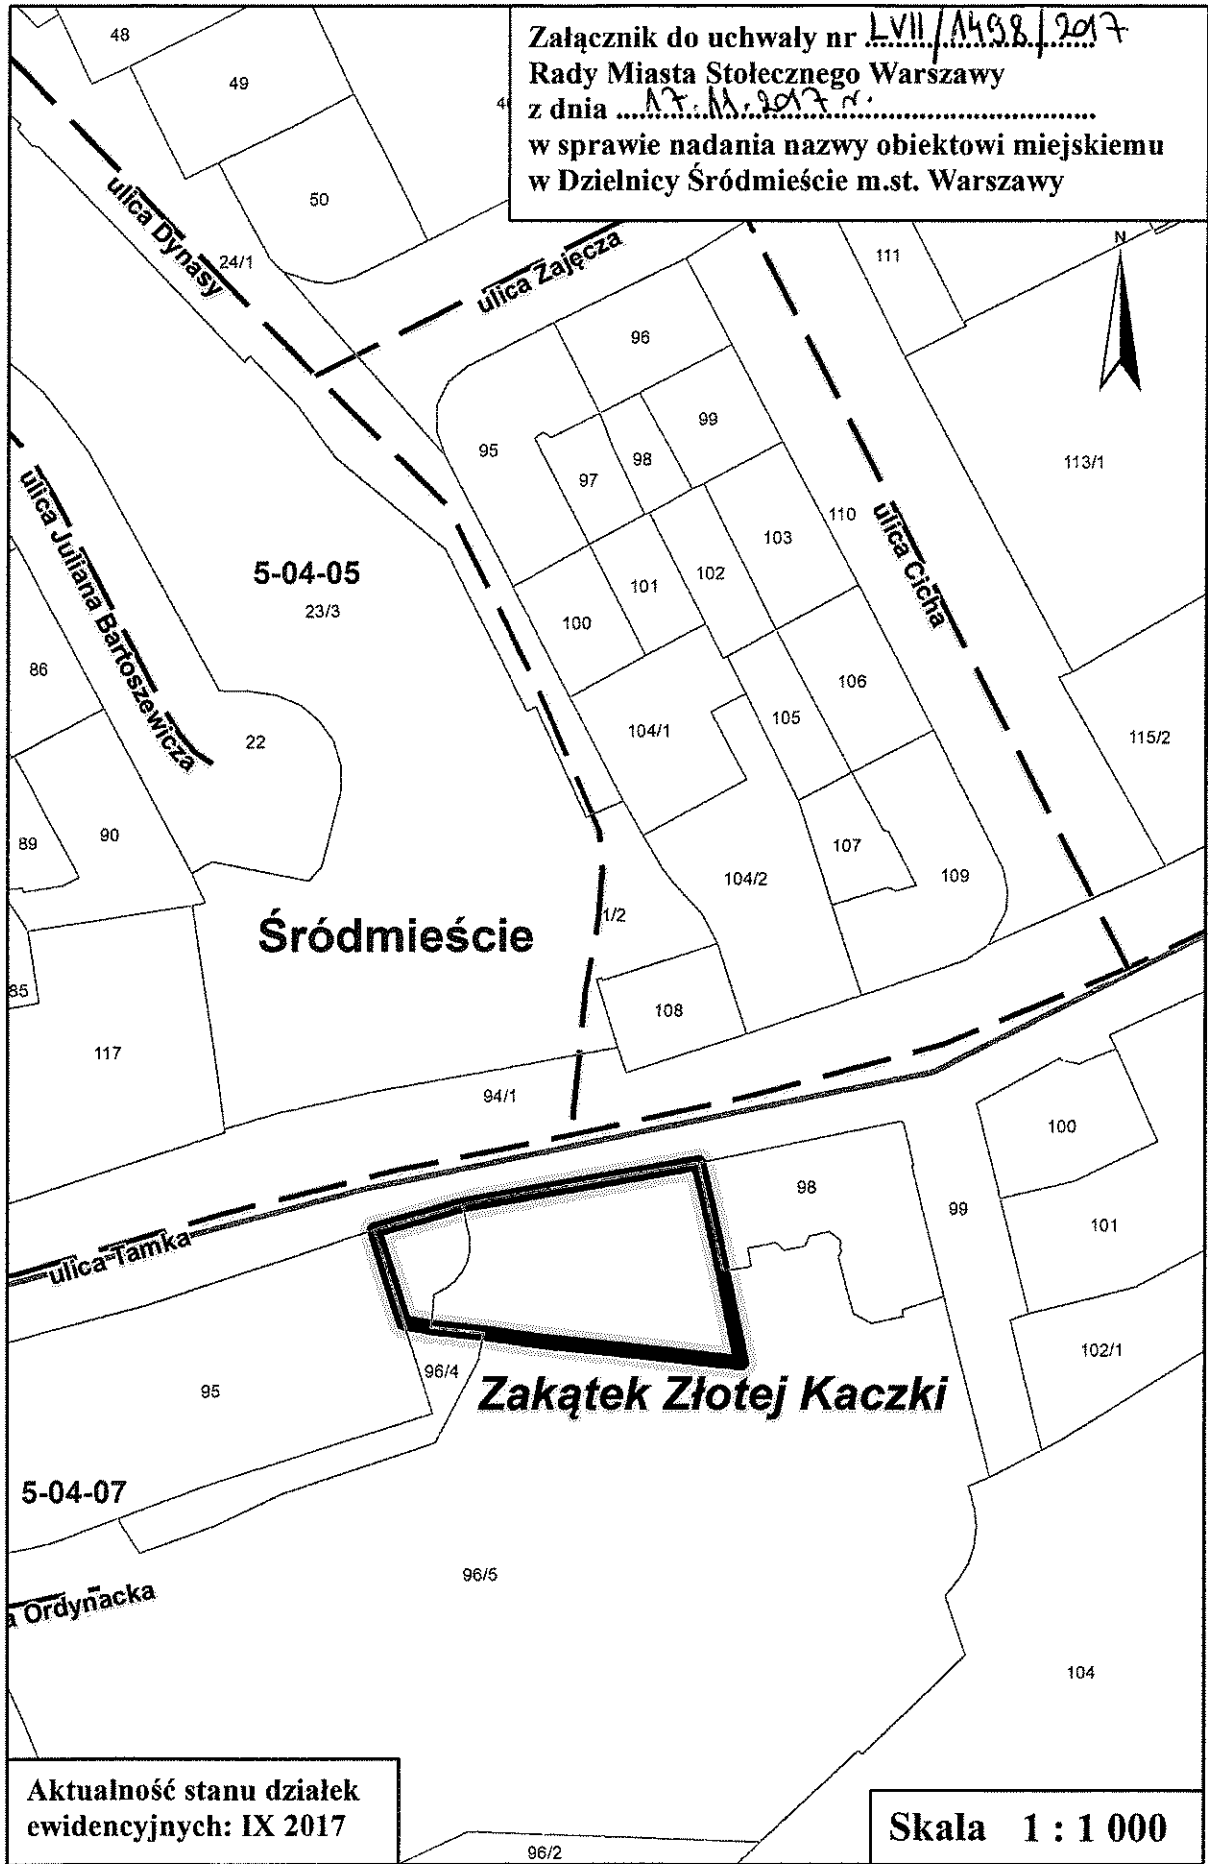 Załącznik do uchwały nr LVII/1498/2017
Rady Miasta Stołecznego Warszawy
z dnia 17.11.2017 r.
w sprawie nadania nazwy obiektowi miejskiemu
w Dzielnicy Śródmieście m.st. Warszawy
48
49
50
24/1
ulica Dynasy
ulica Zajęcza
111
N
96
95
99
98
97
113/1
110
ulica Cicha
103
102
101
100
ulica Juliana Bartoszewicza
5-04-05
23/3
86
106
105
104/1
115/2
22
89
90
107
104/2
109
Śródmieście
1/2
85
108
117
94/1
100
98
99
101
ulica Tamka
102/1
96/4
95
Zakątek Złotej Kaczki
5-04-07
96/5
a Ordynacka
104
Aktualność stanu działek
ewidencyjnych: IX 2017
96/2
Skala 1 : 1 000